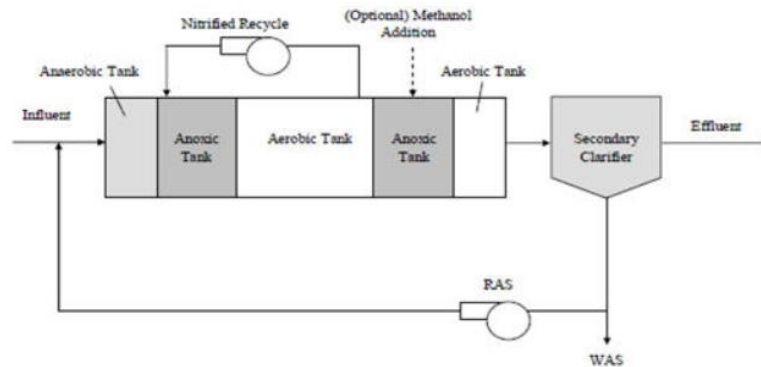 (Optional) Methanol
Addition
Nitrified Recycle
Anaerobic Tank
Aerobic Tank
Influent
Anoxic
Tank
Aerobic Tank
Anoxic
Tank
Secondary
Clarifier
Effluent
RAS
WAS